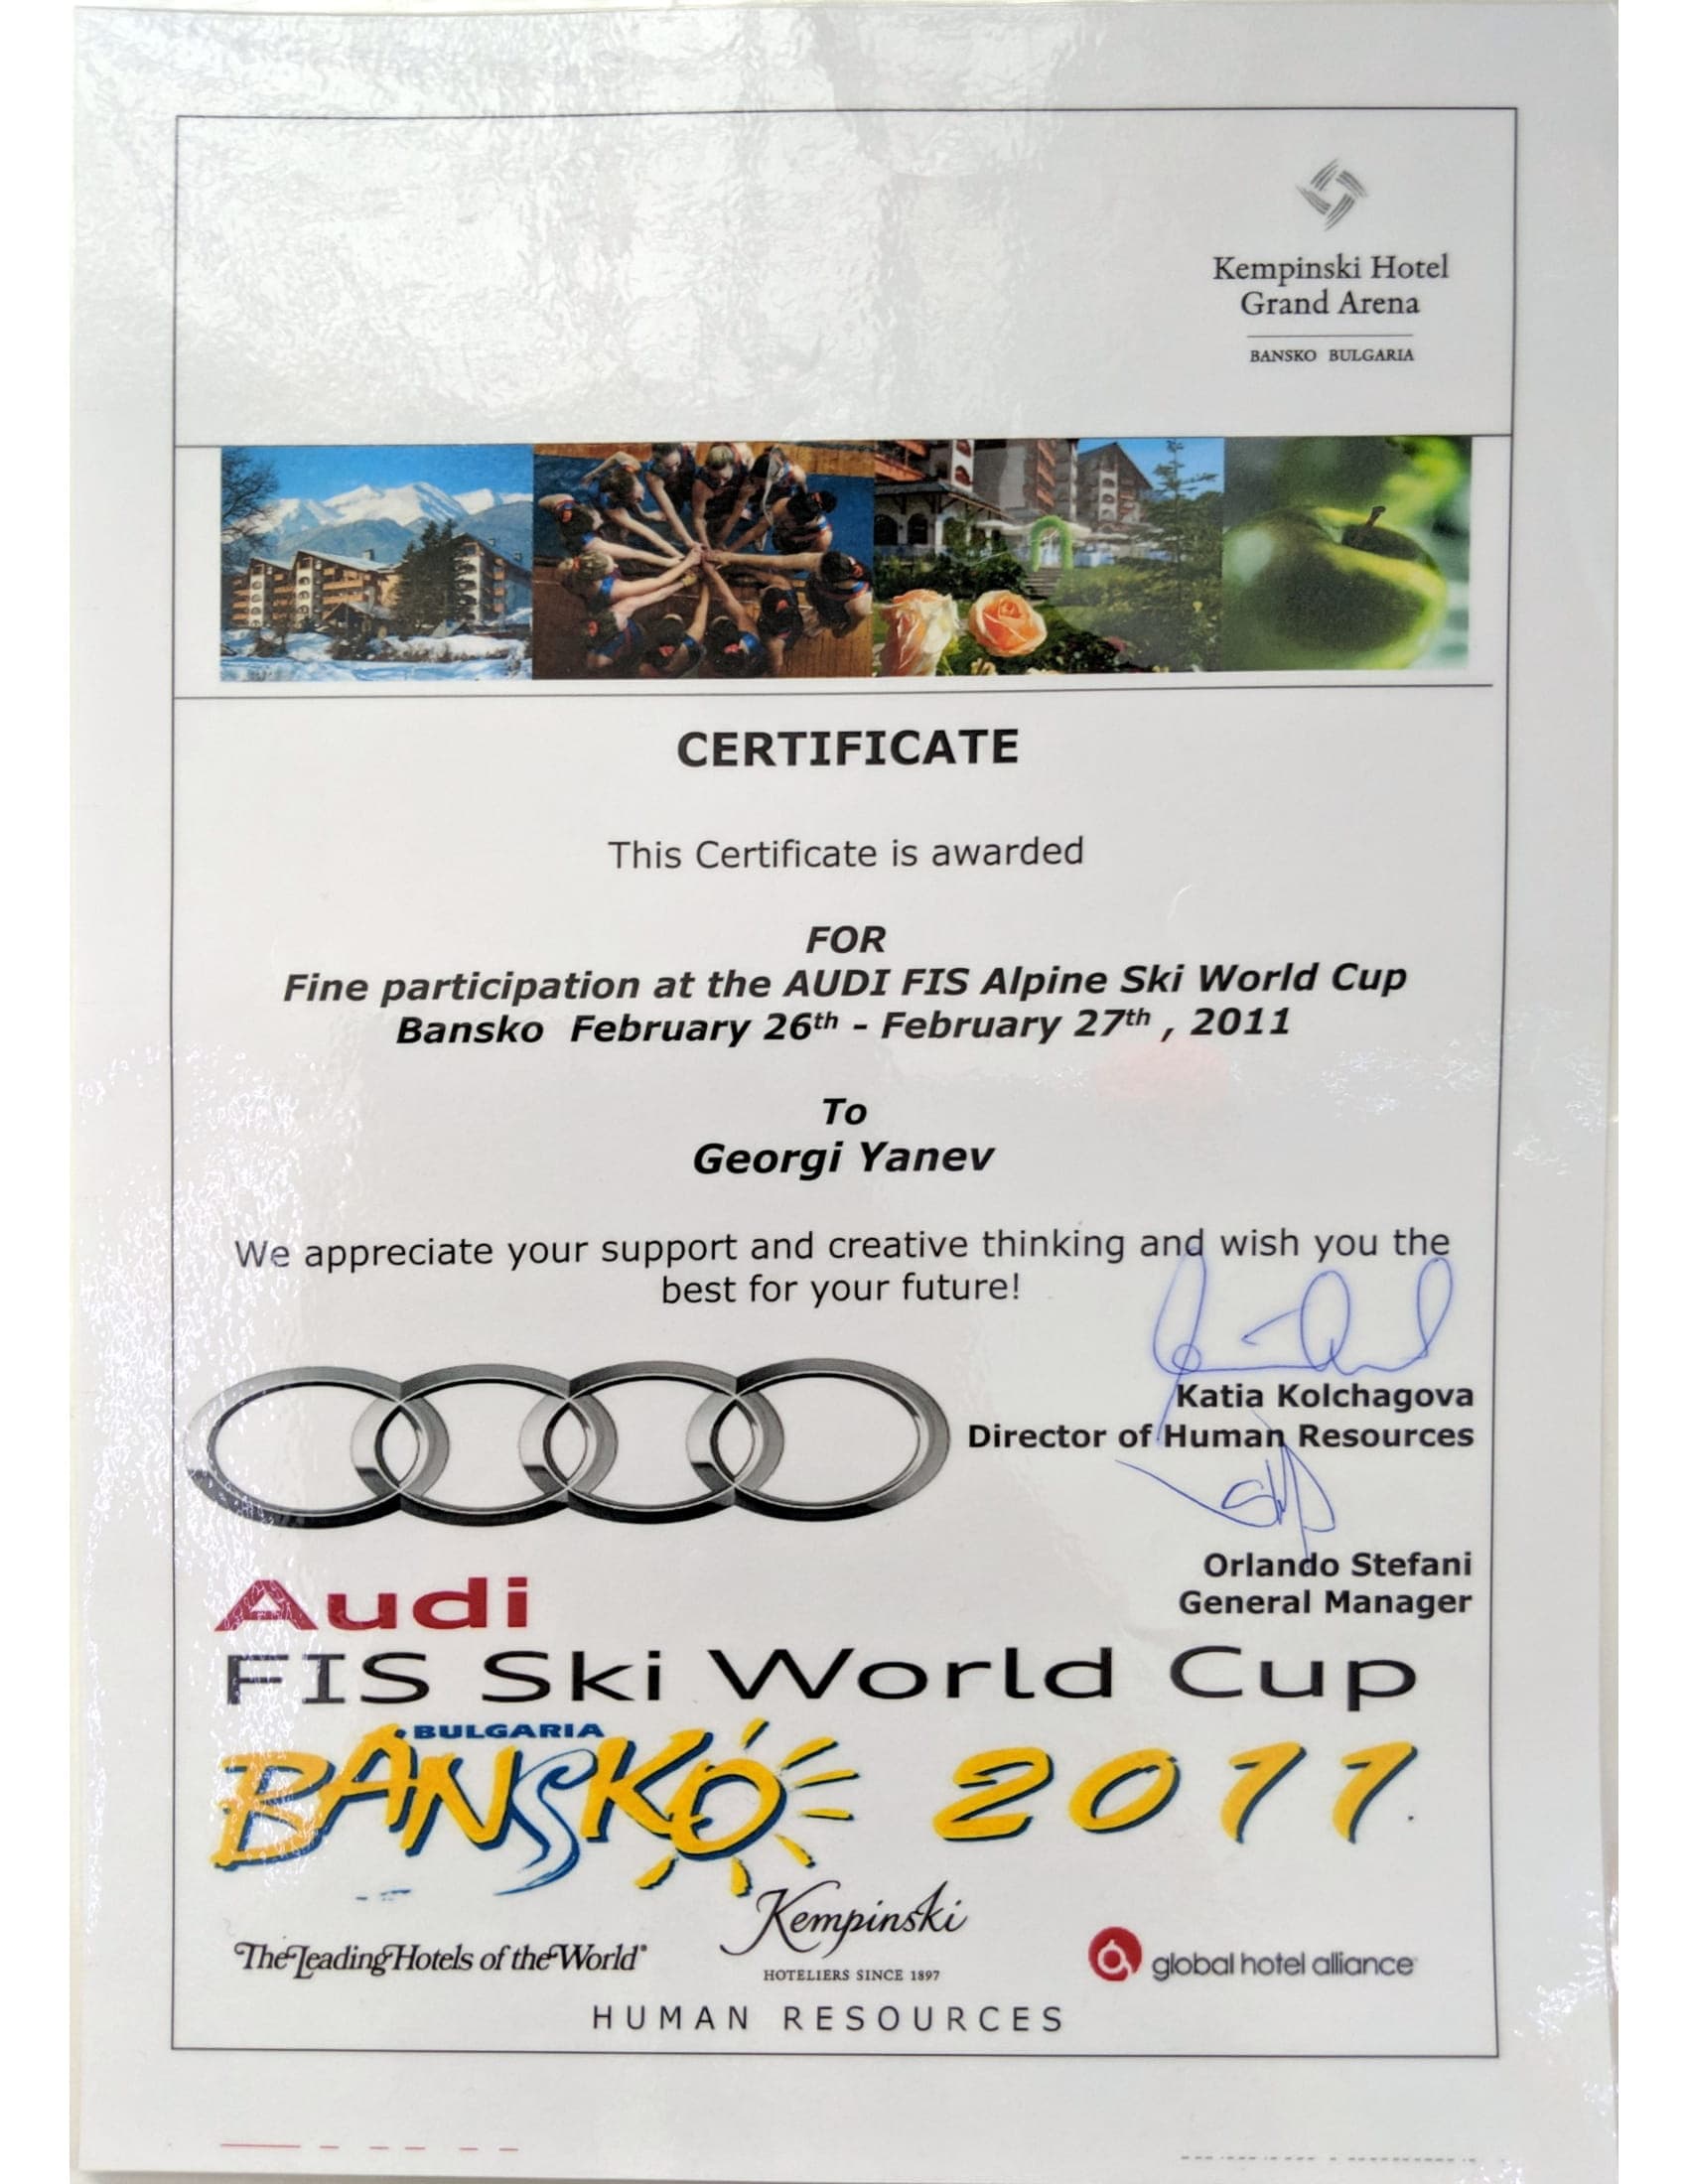 Kempinski Hotel
Grand Arena
BANSKO BULGARIA
CERTIFICATE
This Certificate is awarded
FOR
Fine participation at the AUDI FIS Alpine Ski World Cup
Bansko February 26th - February 27th , 2011
To
Georgi Yanev
We appreciate your support and creative thinking and wish you the
best for your future!
Katia Kolchagova
Director of Human Resources
Orlando Stefani
General Manager
Audi
FIS Ski World Cup
BULGARIA
BANSKO 2011
The Leading Hotels of the World®
Kempinski
HOTELIERS SINCE 1897
global hotel alliance
HUMAN RESOURCES